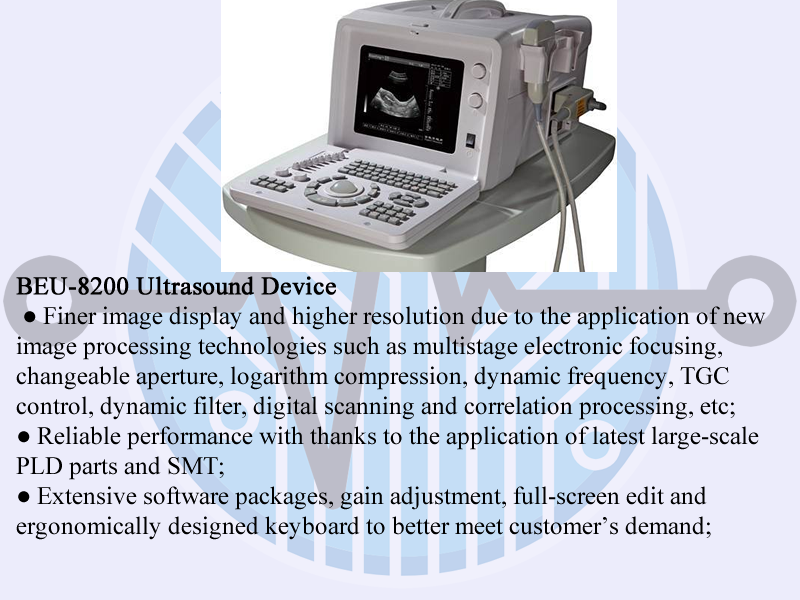 BEU-8200 Ultrasound Device
● Finer image display and higher resolution due to the application of new
image processing technologies such as multistage electronic focusing,
changeable aperture, logarithm compression, dynamic frequency, TGC
control, dynamic filter, digital scanning and correlation processing, etc;
● Reliable performance with thanks to the application of latest large-scale
PLD parts and SMT;
● Extensive software packages, gain adjustment, full-screen edit and
ergonomically designed keyboard to better meet customer’s demand;